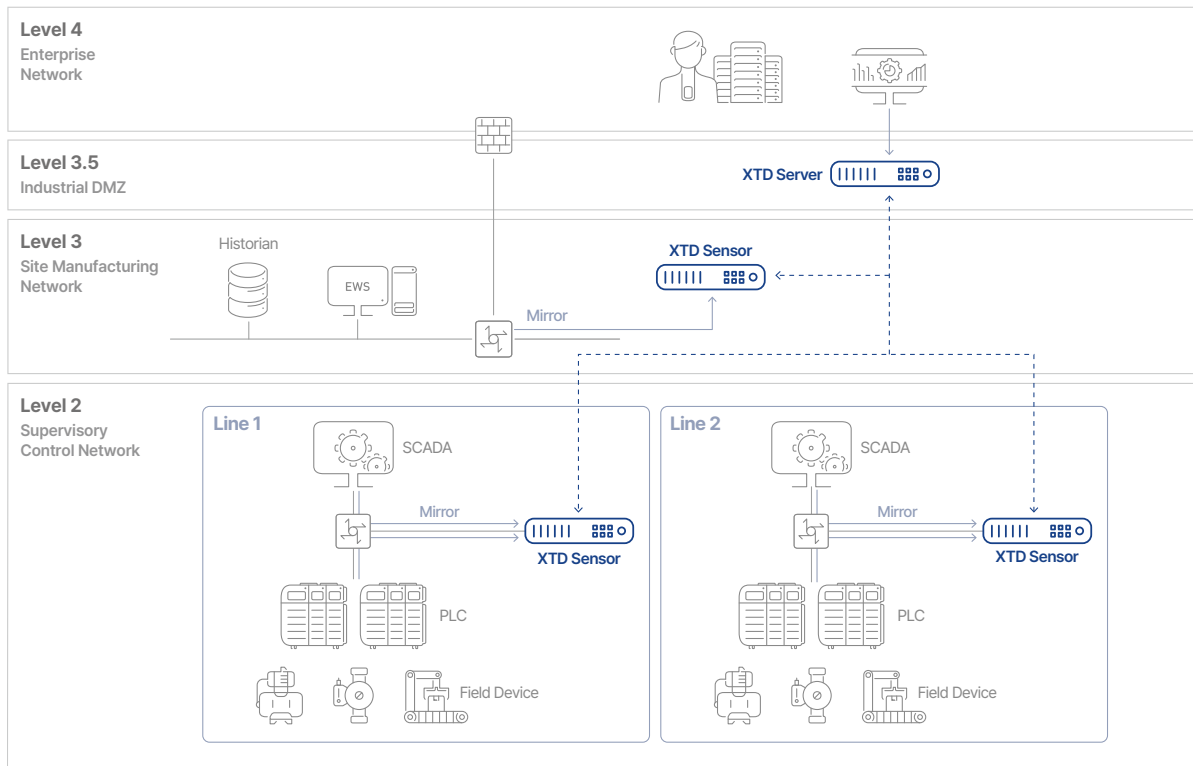 Level 4
Enterprise
Network
Level 3.5
Industrial DMZ
XTD Server
Level 3
Site Manufacturing
Network
Historian
EWS
XTD Sensor
Mirror
Level 2
Supervisory
Control Network
Line 1
SCADA
Mirror
XTD Sensor
PLC
Field Device
Line 2
SCADA
Mirror
XTD Sensor
PLC
Field Device